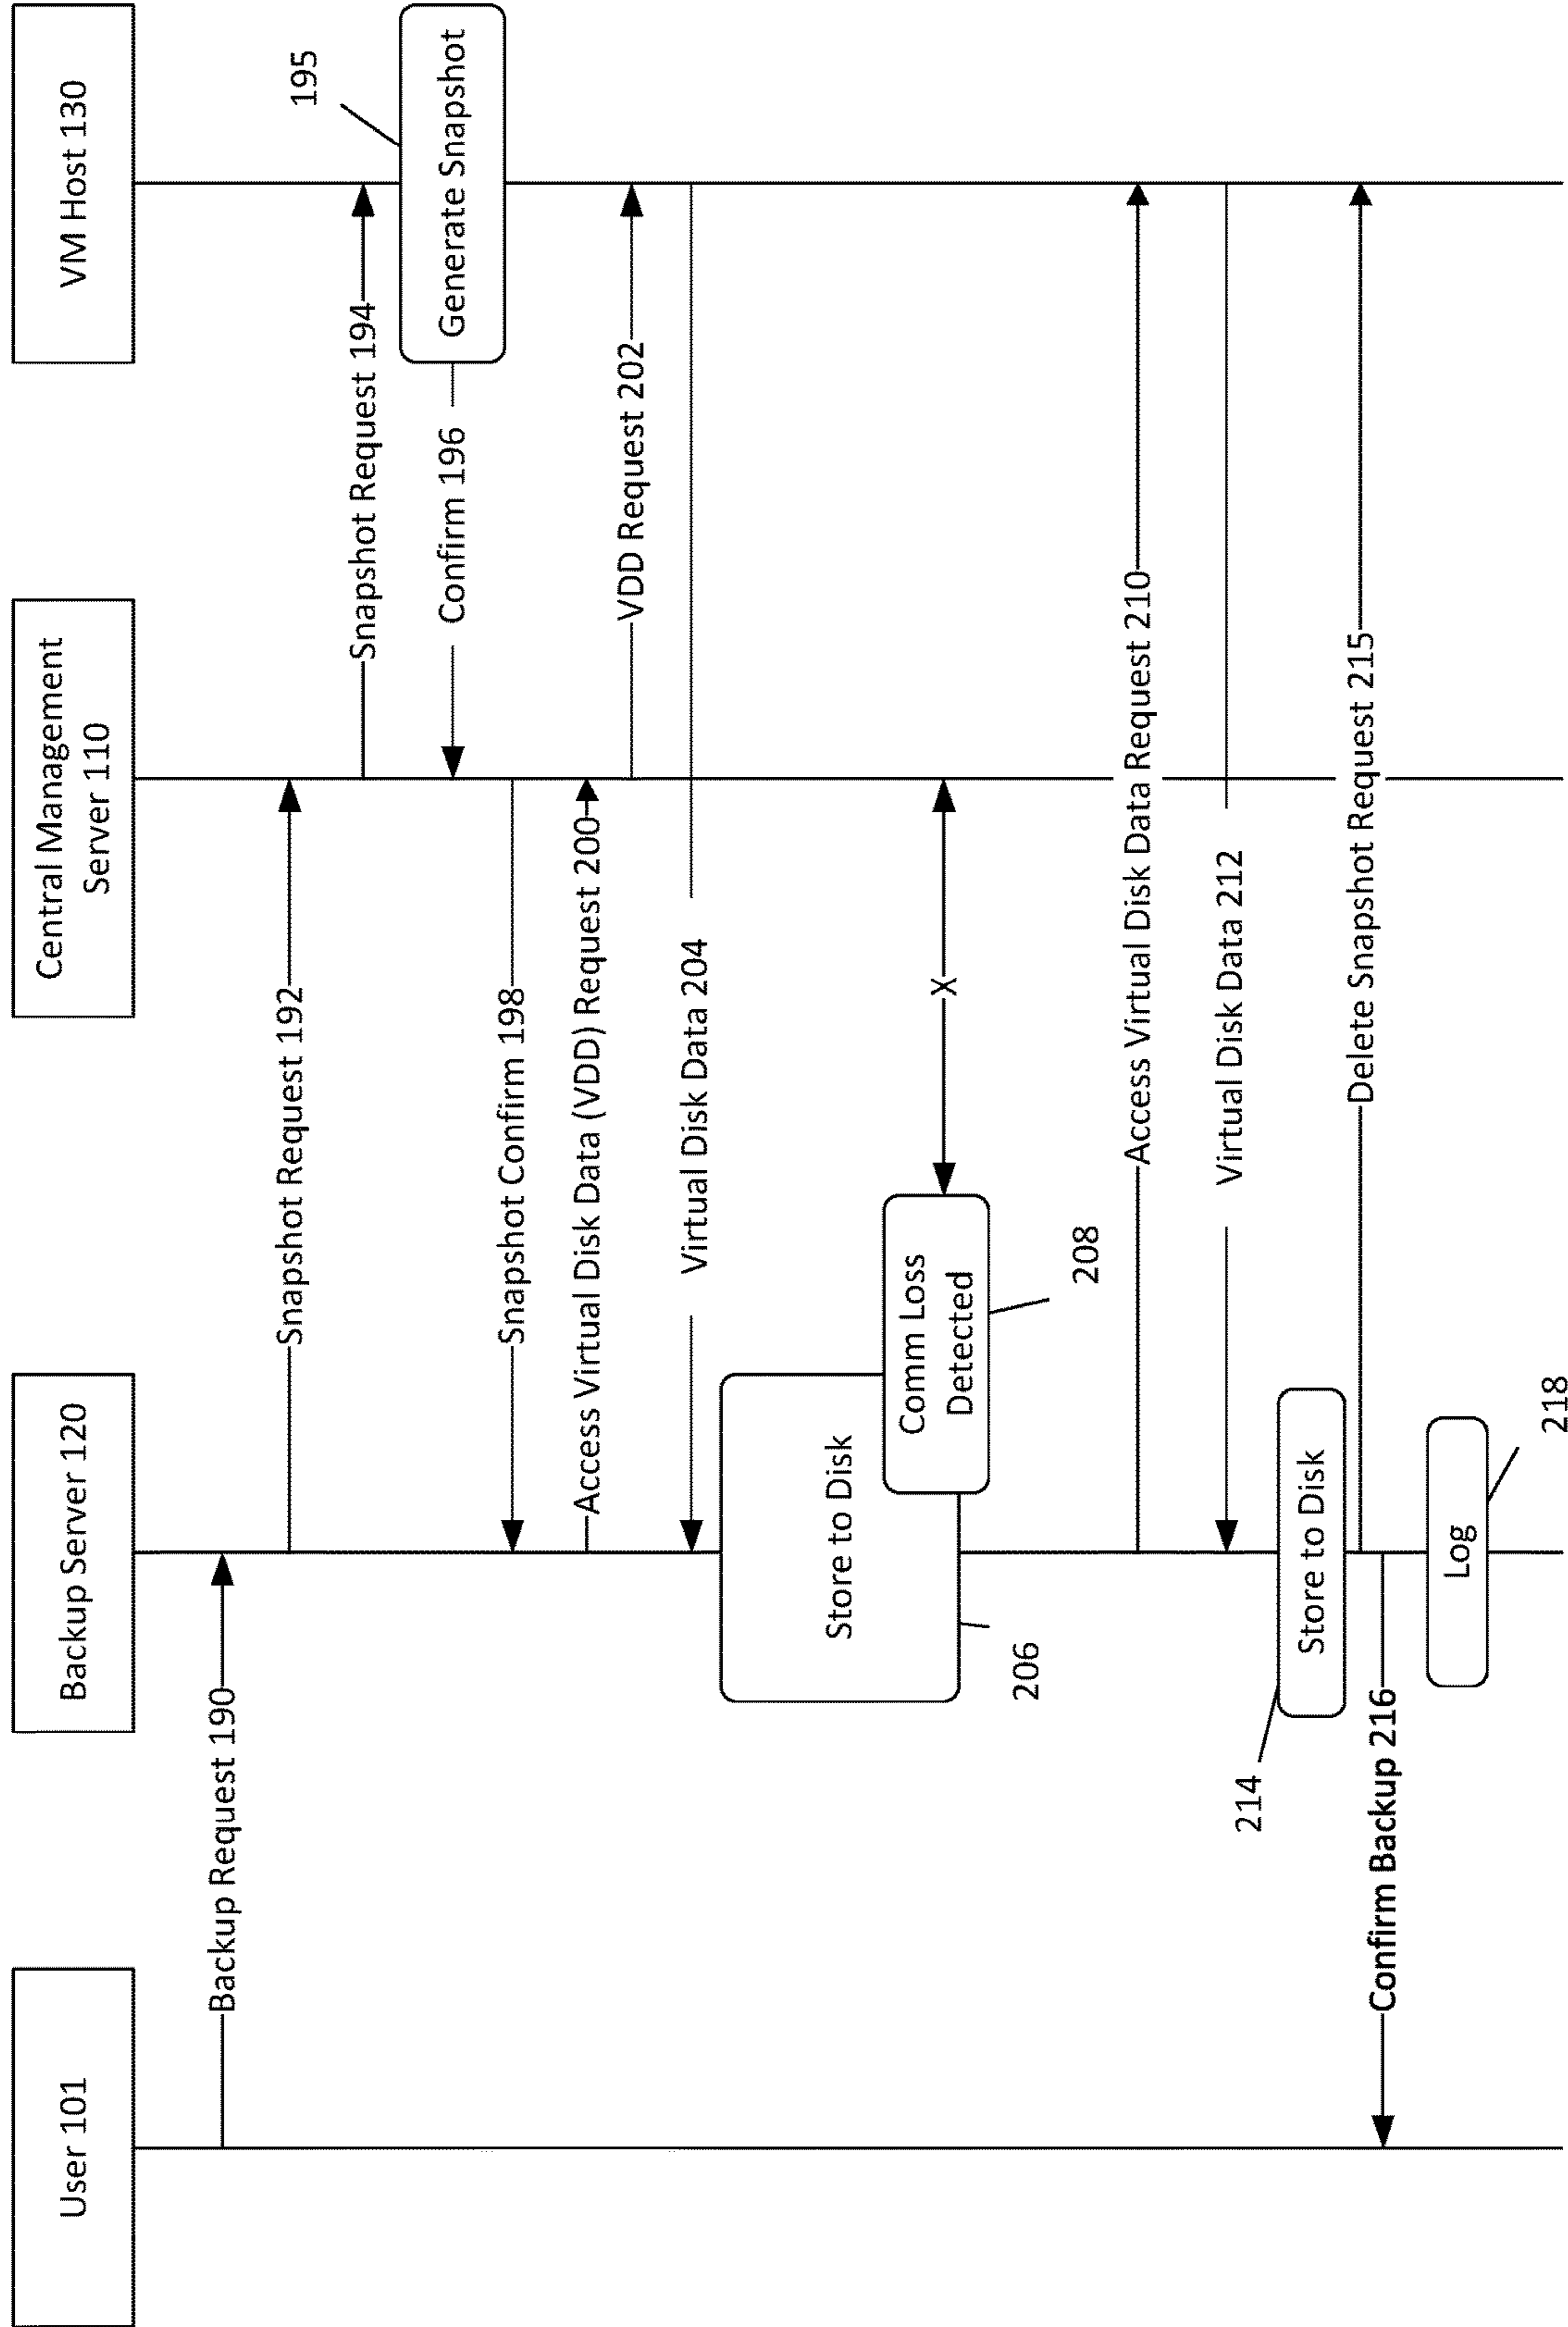 User 101
Backup Server 120
Central Management
Server 110
VM Host 130
Backup Request 190
Snapshot Request 192
195
Snapshot Request 194
Generate Snapshot
Confirm 196
Snapshot Confirm 198
Access Virtual Disk Data (VDD) Request 200
VDD Request 202
Virtual Disk Data 204
Store to Disk
206
Comm Loss
Detected
X
208
Access Virtual Disk Data Request 210
Virtual Disk Data 212
214
Store to Disk
Delete Snapshot Request 215
Confirm Backup 216
Log
218